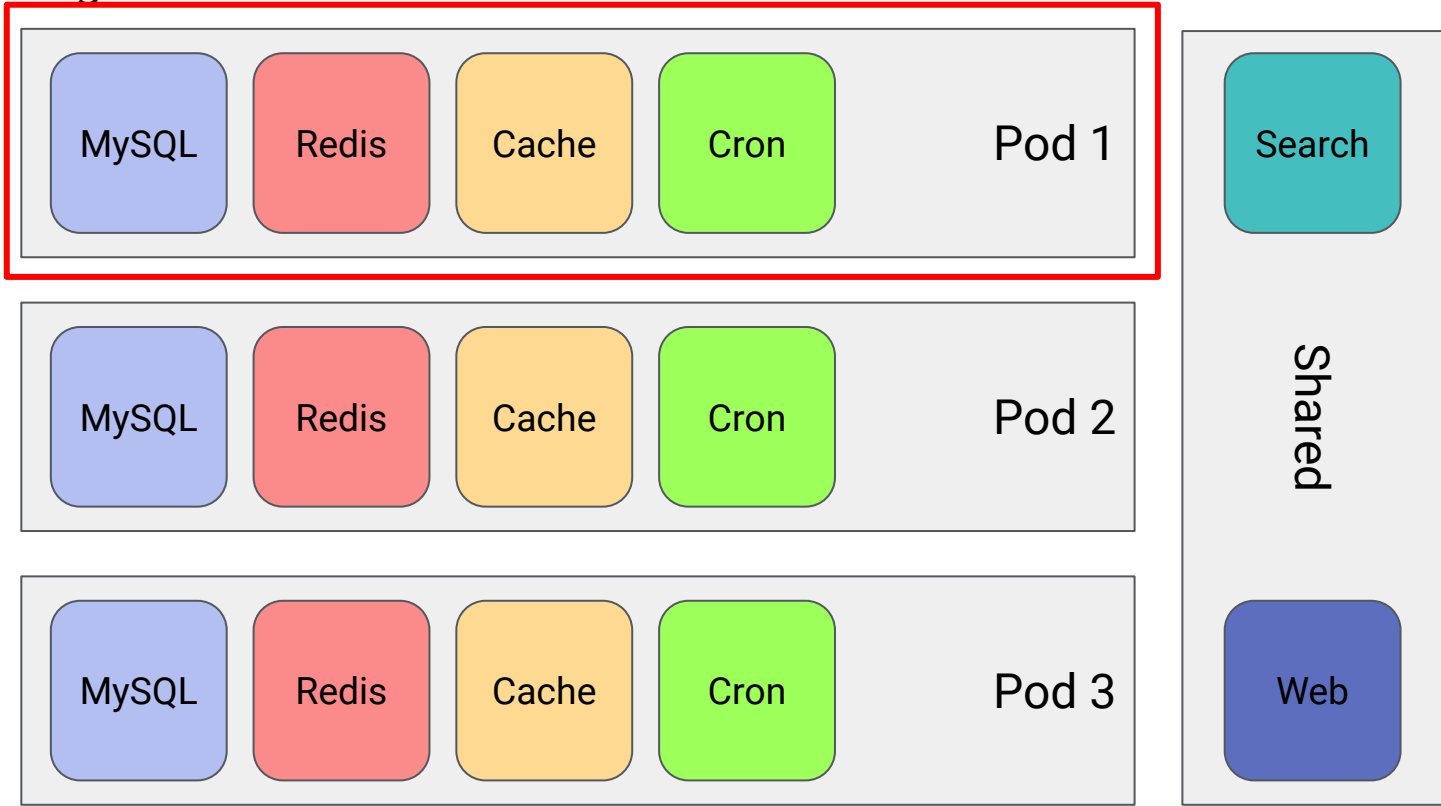 MySQL Redis Cache Cron Pod 1
MySQL Redis Cache Cron Pod 2
MySQL Redis Cache Cron Pod 3
Search
Shared
Web